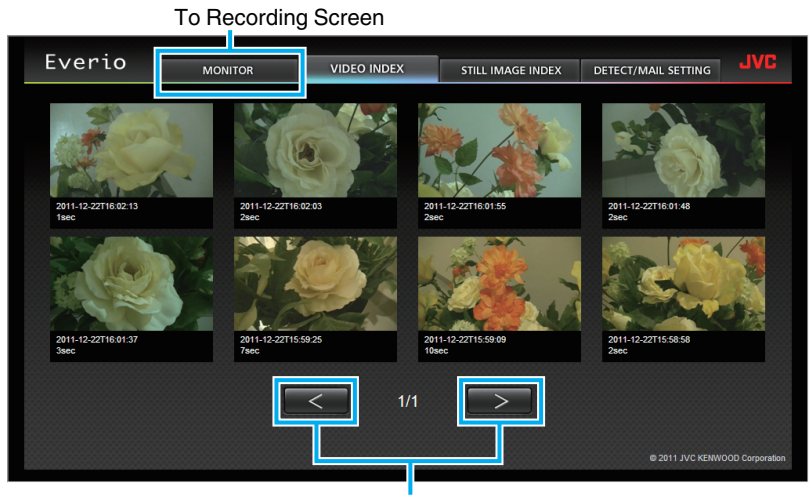 To Recording Screen
Everio MONITOR VIDEO INDEX STILL IMAGE INDEX DETECT/MAIL SETTING JVC
2011-12-22T16:02:13 2011-12-22T16:02:03 2011-12-22T16:01:55 2011-12-22T16:01:48
1sec 2sec 2sec 2sec
2011-12-22T16:01:37 2011-12-22T15:59:25 2011-12-22T15:59:09 2011-12-22T15:58:58
3sec 7sec 10sec 2sec
< 1/1 >
© 2011 JVC KENWOOD Corporation